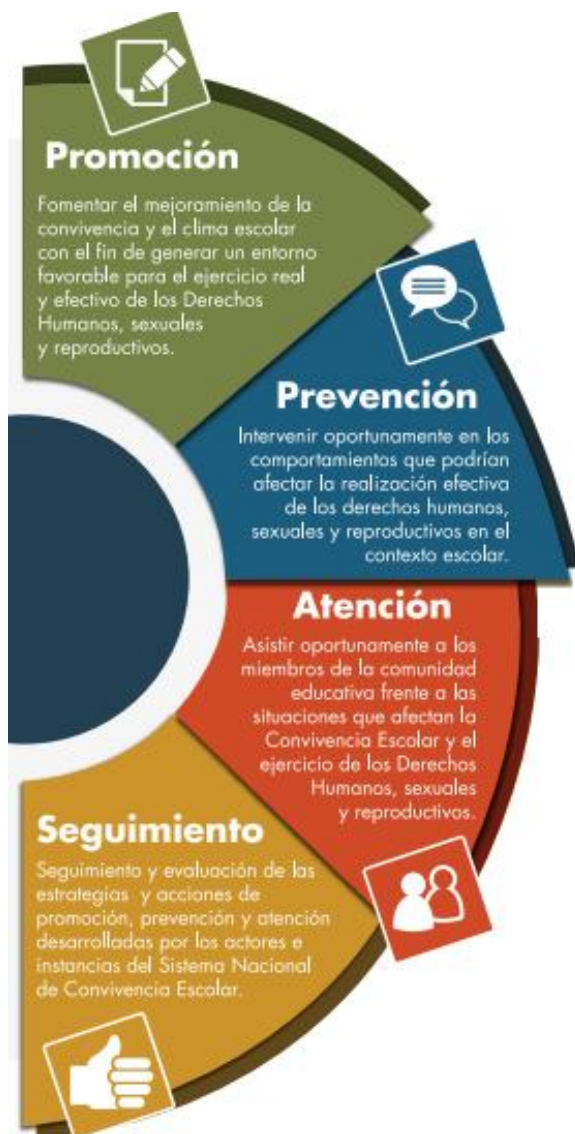 Promoción
Fomentar el mejoramiento de la
convivencia y el clima escolar
con el fin de generar un entorno
favorable para el ejercicio real
y efectivo de los Derechos
Humanos, sexuales
y reproductivos.
Prevención
Intervenir oportunamente en los
comportamientos que podrían
afectar la realización efectiva
de los derechos humanos,
sexuales y reproductivos en el
contexto escolar.
Atención
Asistir oportunamente a los
miembros de la comunidad
educativa frente a las
situaciones que afectan la
Convivencia Escolar y el
ejercicio de los Derechos
Humanos, sexuales
y reproductivos.
Seguimiento
Seguimiento y evaluación de las
estrategias y acciones de
promoción, prevención y atención
desarrolladas por los actores e
instancias del Sistema Nacional
de Convivencia Escolar.